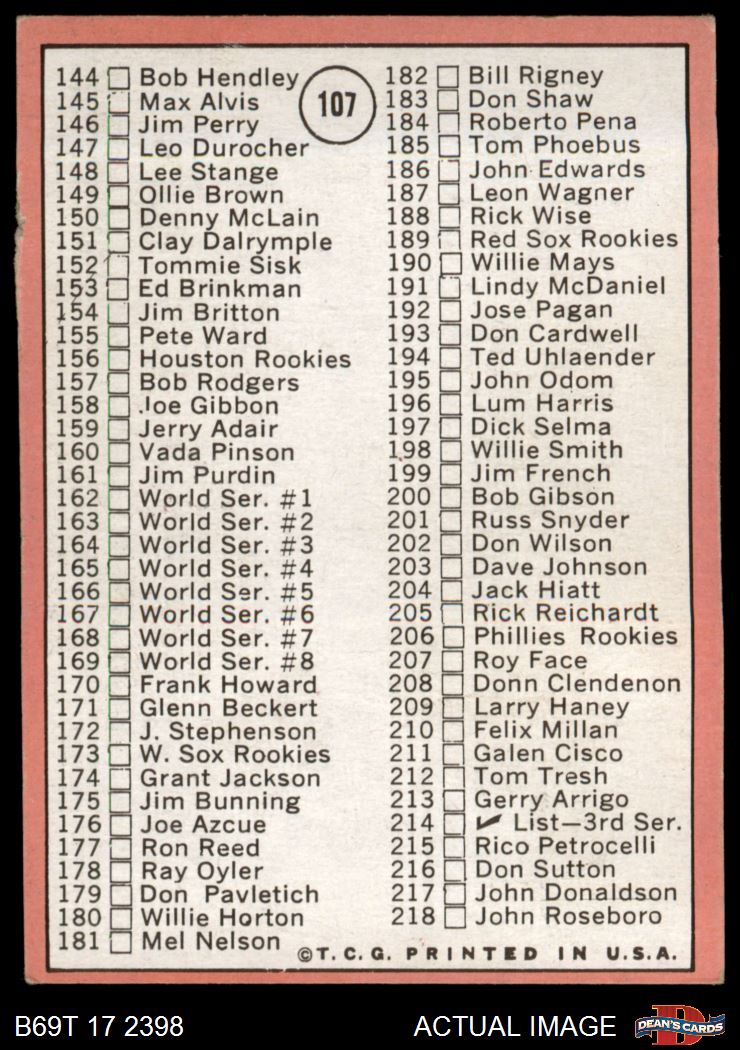 107
144 Bob Hendley
145 Max Alvis
146 Jim Perry
147 Leo Durocher
148 Lee Stange
149 Ollie Brown
150 Denny McLain
151 Clay Dalrymple
152 Tommie Sisk
153 Ed Brinkman
154 Jim Britton
155 Pete Ward
156 Houston Rookies
157 Bob Rodgers
158 Joe Gibbon
159 Jerry Adair
160 Vada Pinson
161 Jim Purdin
162 World Ser. #1
163 World Ser. #2
164 World Ser. #3
165 World Ser. #4
166 World Ser. #5
167 World Ser. #6
168 World Ser. #7
169 World Ser. #8
170 Frank Howard
171 Glenn Beckert
172 J. Stephenson
173 W. Sox Rookies
174 Grant Jackson
175 Jim Bunning
176 Joe Azcue
177 Ron Reed
178 Ray Oyler
179 Don Pavletich
180 Willie Horton
181 Mel Nelson
182 Bill Rigney
183 Don Shaw
184 Roberto Pena
185 Tom Phoebus
186 John Edwards
187 Leon Wagner
188 Rick Wise
189 Red Sox Rookies
190 Willie Mays
191 Lindy McDaniel
192 Jose Pagan
193 Don Cardwell
194 Ted Uhlaender
195 John Odom
196 Lum Harris
197 Dick Selma
198 Willie Smith
199 Jim French
200 Bob Gibson
201 Russ Snyder
202 Don Wilson
203 Dave Johnson
204 Jack Hiatt
205 Rick Reichardt
206 Phillies Rookies
207 Roy Face
208 Donn Clendenon
209 Larry Haney
210 Felix Millan
211 Galen Cisco
212 Tom Tresh
213 Gerry Arrigo
214 ✓ List—3rd Ser.
215 Rico Petrocelli
216 Don Sutton
217 John Donaldson
218 John Roseboro
©T.C.G. PRINTED IN U.S.A.
B69T 17 2398
ACTUAL IMAGE
D
DEAN'S CARDS